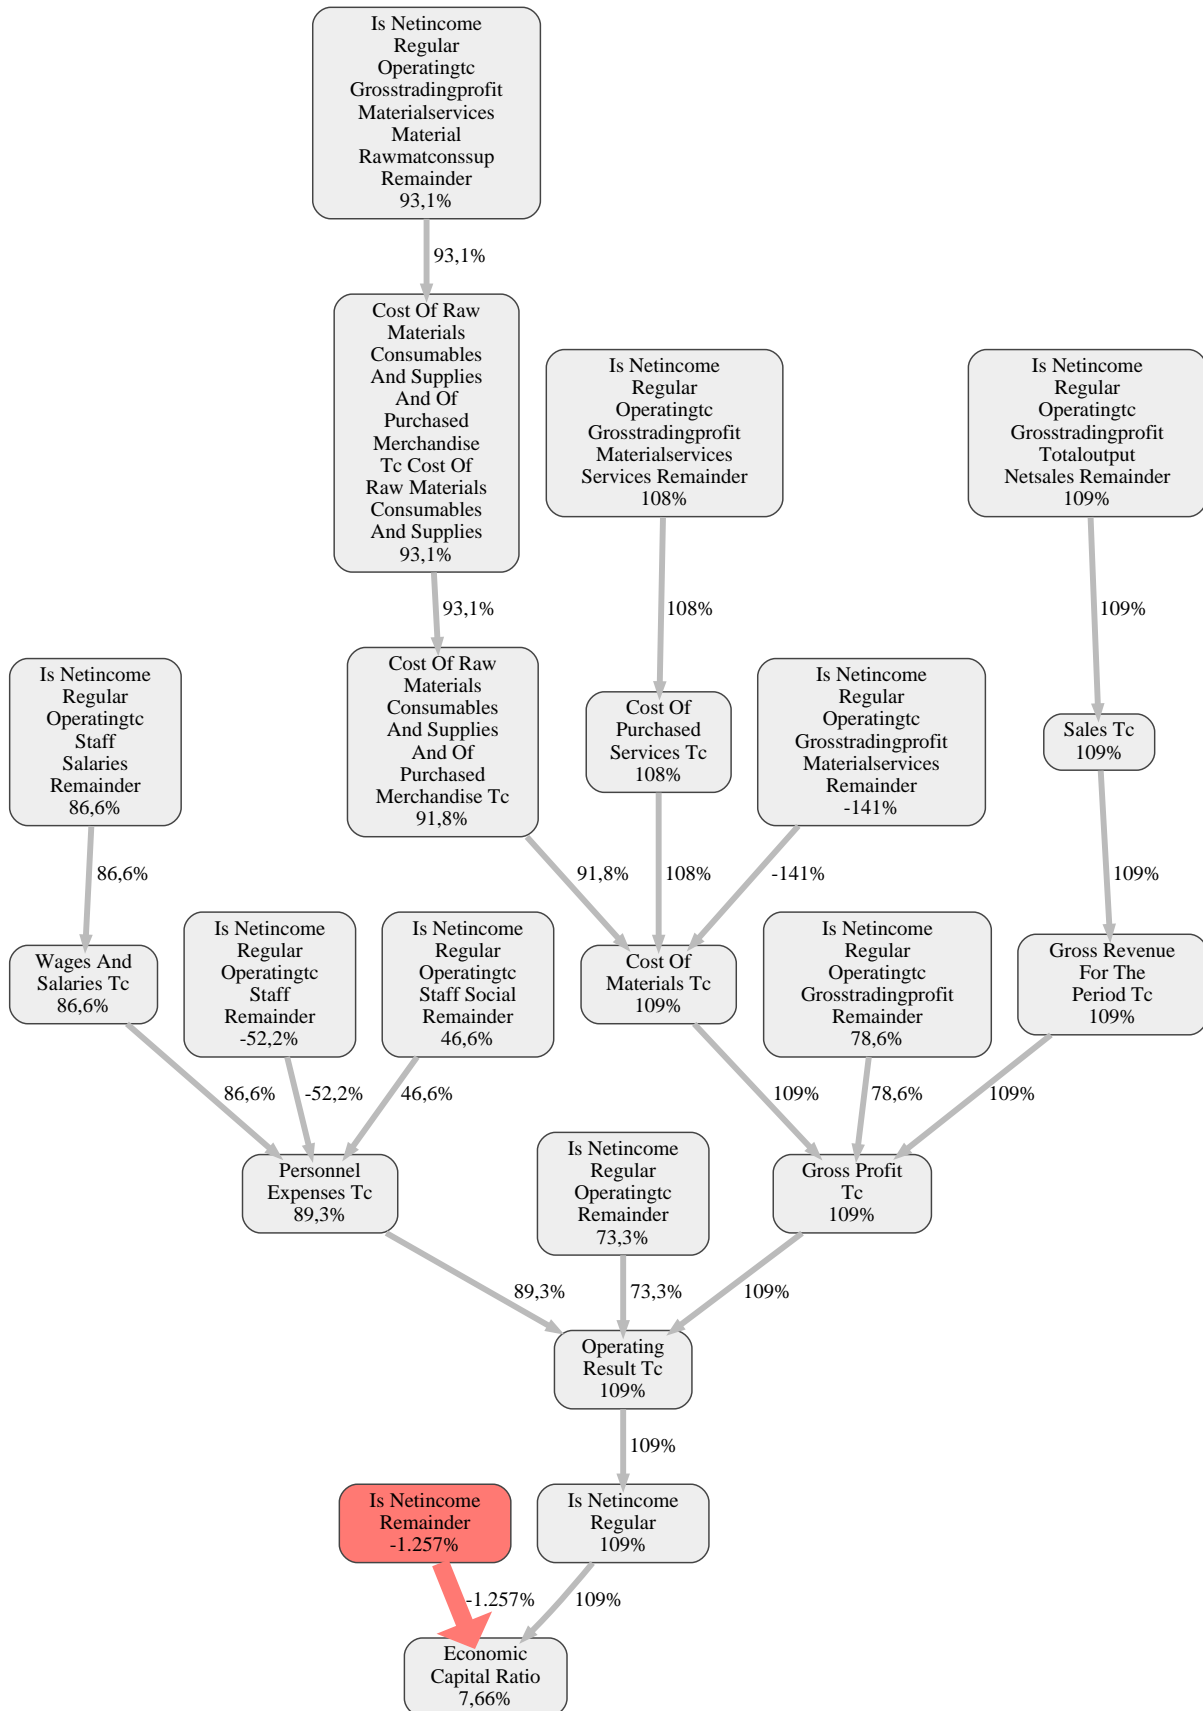 Is Netincome
Regular
Operatingtc
Grosstradingprofit
Materialservices
Material
Rawmatconssup
Remainder
93,1%
93,1%
Cost Of Raw
Materials
Consumables
And Supplies
And Of
Purchased
Merchandise
Tc Cost Of
Raw Materials
Consumables
And Supplies
93,1%
Is Netincome
Regular
Operatingtc
Grosstradingprofit
Materialservices
Services Remainder
108%
Is Netincome
Regular
Operatingtc
Grosstradingprofit
Totaloutput
Netsales Remainder
109%
93,1%
108%
109%
Is Netincome
Regular
Operatingtc
Staff
Salaries
Remainder
86,6%
Cost Of Raw
Materials
Consumables
And Supplies
And Of
Purchased
Merchandise Tc
91,8%
Cost Of
Purchased
Services Tc
108%
Is Netincome
Regular
Operatingtc
Grosstradingprofit
Materialservices
Remainder
-141%
Sales Tc
109%
86,6%
91,8%
108%
-141%
109%
Wages And
Salaries Tc
86,6%
Is Netincome
Regular
Operatingtc
Staff
Remainder
-52,2%
Is Netincome
Regular
Operatingtc
Staff Social
Remainder
46,6%
Cost Of
Materials Tc
109%
Is Netincome
Regular
Operatingtc
Grosstradingprofit
Remainder
78,6%
Gross Revenue
For The
Period Tc
109%
86,6%
-52,2%
46,6%
109%
78,6%
109%
Personnel
Expenses Tc
89,3%
Is Netincome
Regular
Operatingtc
Remainder
73,3%
Gross Profit
Tc
109%
89,3%
73,3%
109%
Operating
Result Tc
109%
109%
Is Netincome
Remainder
-1.257%
Is Netincome
Regular
109%
-1.257%
109%
Economic
Capital Ratio
7,66%